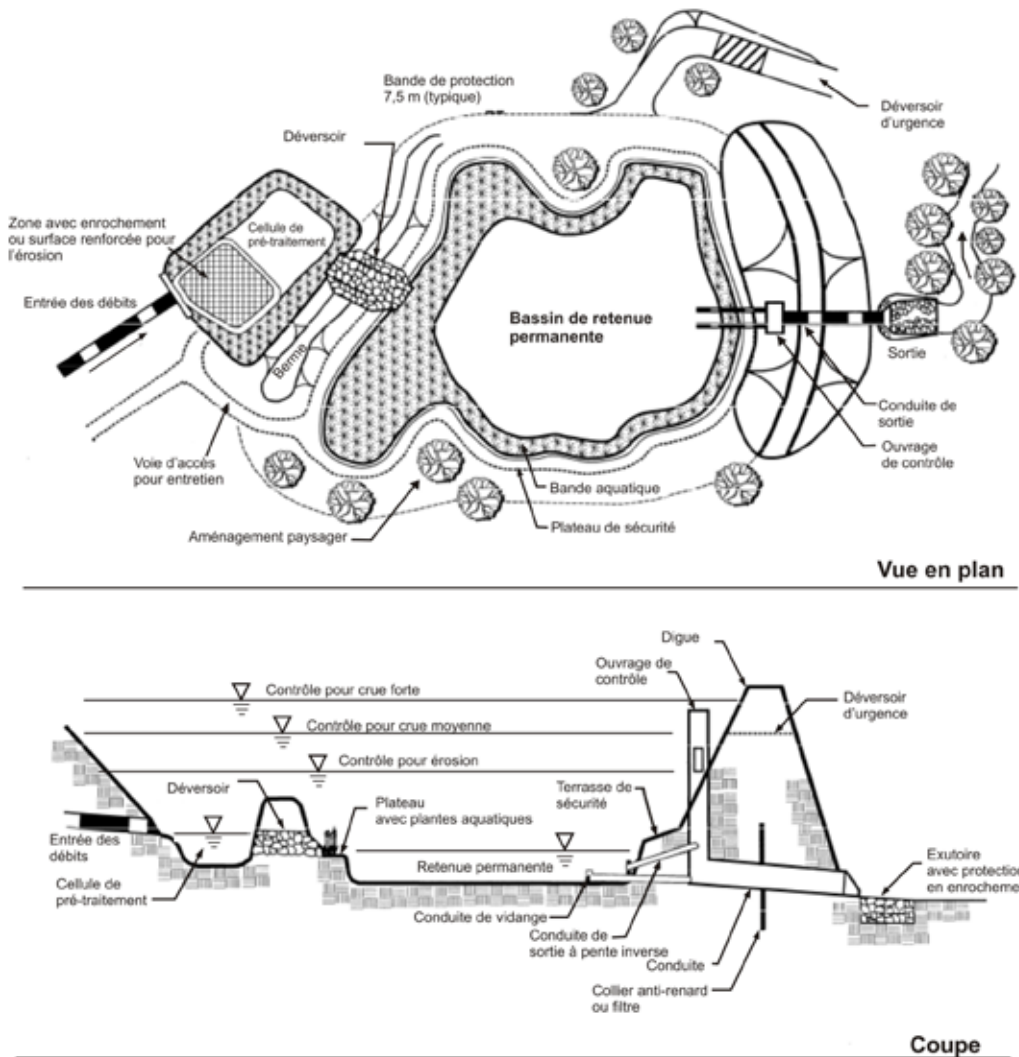 Bande de protection
7,5 m (typique)
Déversoir
d'urgence
Déversoir
Zone avec enrochement
ou surface renforcée pour
l'érosion
Cellule de
pré-traitement
Entrée des débits
Bassin de retenue
permanente
Berme
Sortie
Conduite de
sortie
Ouvrage
de contrôle
Voie d'accès
pour entretien
Bande aquatique
Plateau de sécurité
Aménagement paysager
Vue en plan
Digue
Ouvrage de
contrôle
Contrôle pour crue forte
Déversoir
d'urgence
Contrôle pour crue moyenne
Contrôle pour érosion
Déversoir
Plateau
avec plantes aquatiques
Terrasse de
sécurité
Entrée des
débits
Retenue permanente
Exutoire
avec protection
en enrocheme
Cellule de
pré-traitement
Conduite de vidange
Conduite de
sortie à pente inverse
Conduite
Collier anti-renard
ou filtre
Coupe